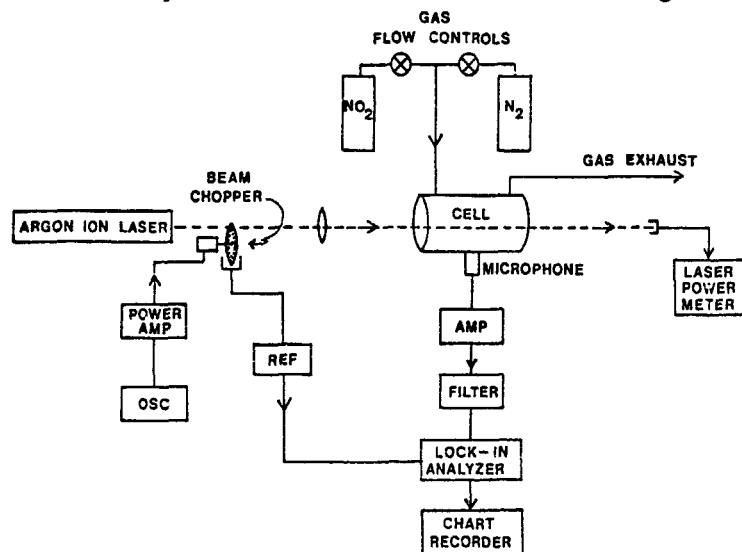 GAS
FLOW CONTROLS
NO2
N2
GAS EXHAUST
BEAM
CHOPPER
CELL
ARGON ION LASER
MICROPHONE
LASER
POWER
METER
POWER
AMP
AMP
REF
FILTER
OSC
LOCK-IN
ANALYZER
CHART
RECORDER